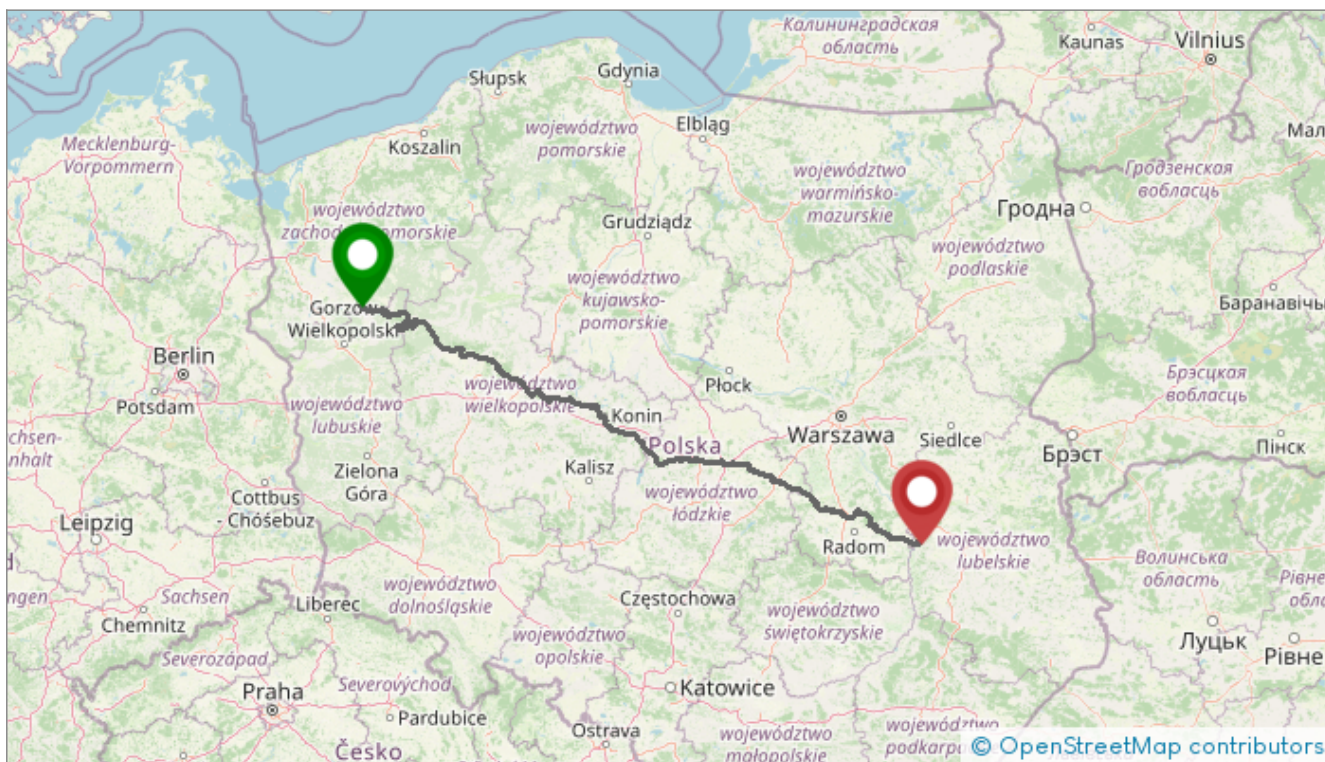 Калининградская
область
Kaunas
Vilnius
Słupsk
Gdynia
Elbląg
Koszalin
województwo
pomorskie
Mecklenburg-
Vorpommern
Мал
Гродзенская
вобласць
województwo
warmińsko-
mazurskie
Гродна
województwo
Grudziądz
województwo
podlaskie
województwo
kujawsko-
pomorskie
Баранавічы
Gorzów
Wielkopolski
Berlin
Potsdam
Płock
Брэсцкая
вобласць
województwo
wielkopolskie
województwo
lubuskie
Konin
Warszawa
Siedlce
Polska
Брэст
Пінск
Kalisz
Zielona
Góra
Cottbus
- Chóśebuz
województwo
łódzkie
Leipzig
Radom
województwo
lubelskie
Волинська
область
województwo
dolnośląskie
Sachsen
Liberec
Częstochowa
Chemnitz
województwo
świętokrzyskie
Луцьк
województwo
opolskie
Severozápad
Praha
Severovýchod
Katowice
Pardubice
Ostrava
województwo
Česko
© OpenStreetMap contributors